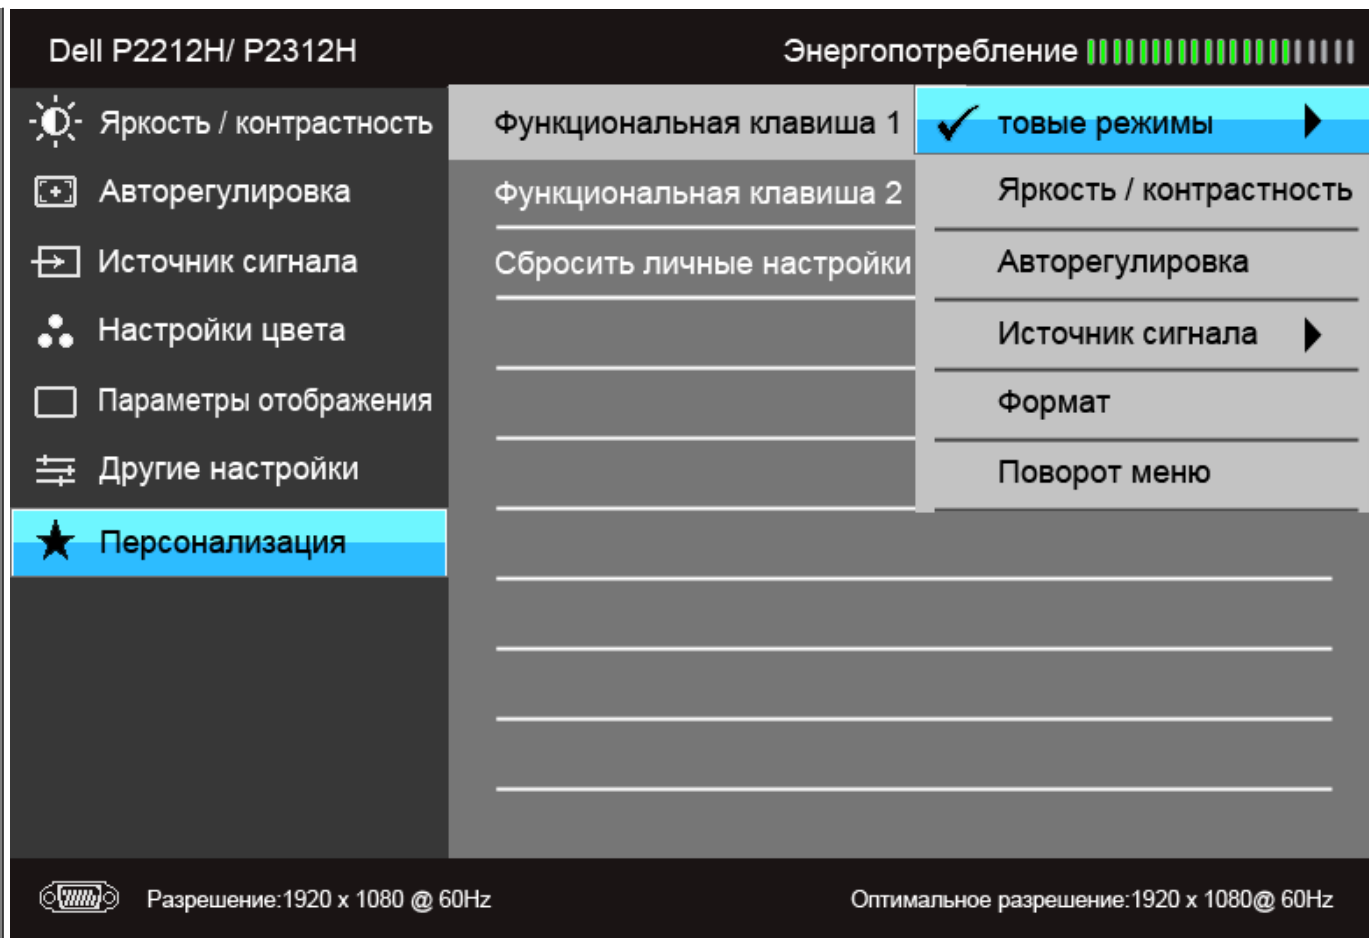 Dell P2212H/ P2312H
Энергопотребление
Яркость / контрастность
Авторегулировка
Источник сигнала
Настройки цвета
Параметры отображения
Другие настройки
Персонализация
Функциональная клавиша 1
Функциональная клавиша 2
Сбросить личные настройки
товые режимы
Яркость / контрастность
Авторегулировка
Источник сигнала
Формат
Поворот меню
Разрешение:1920 x 1080 @ 60Hz
Оптимальное разрешение:1920 x 1080@ 60Hz